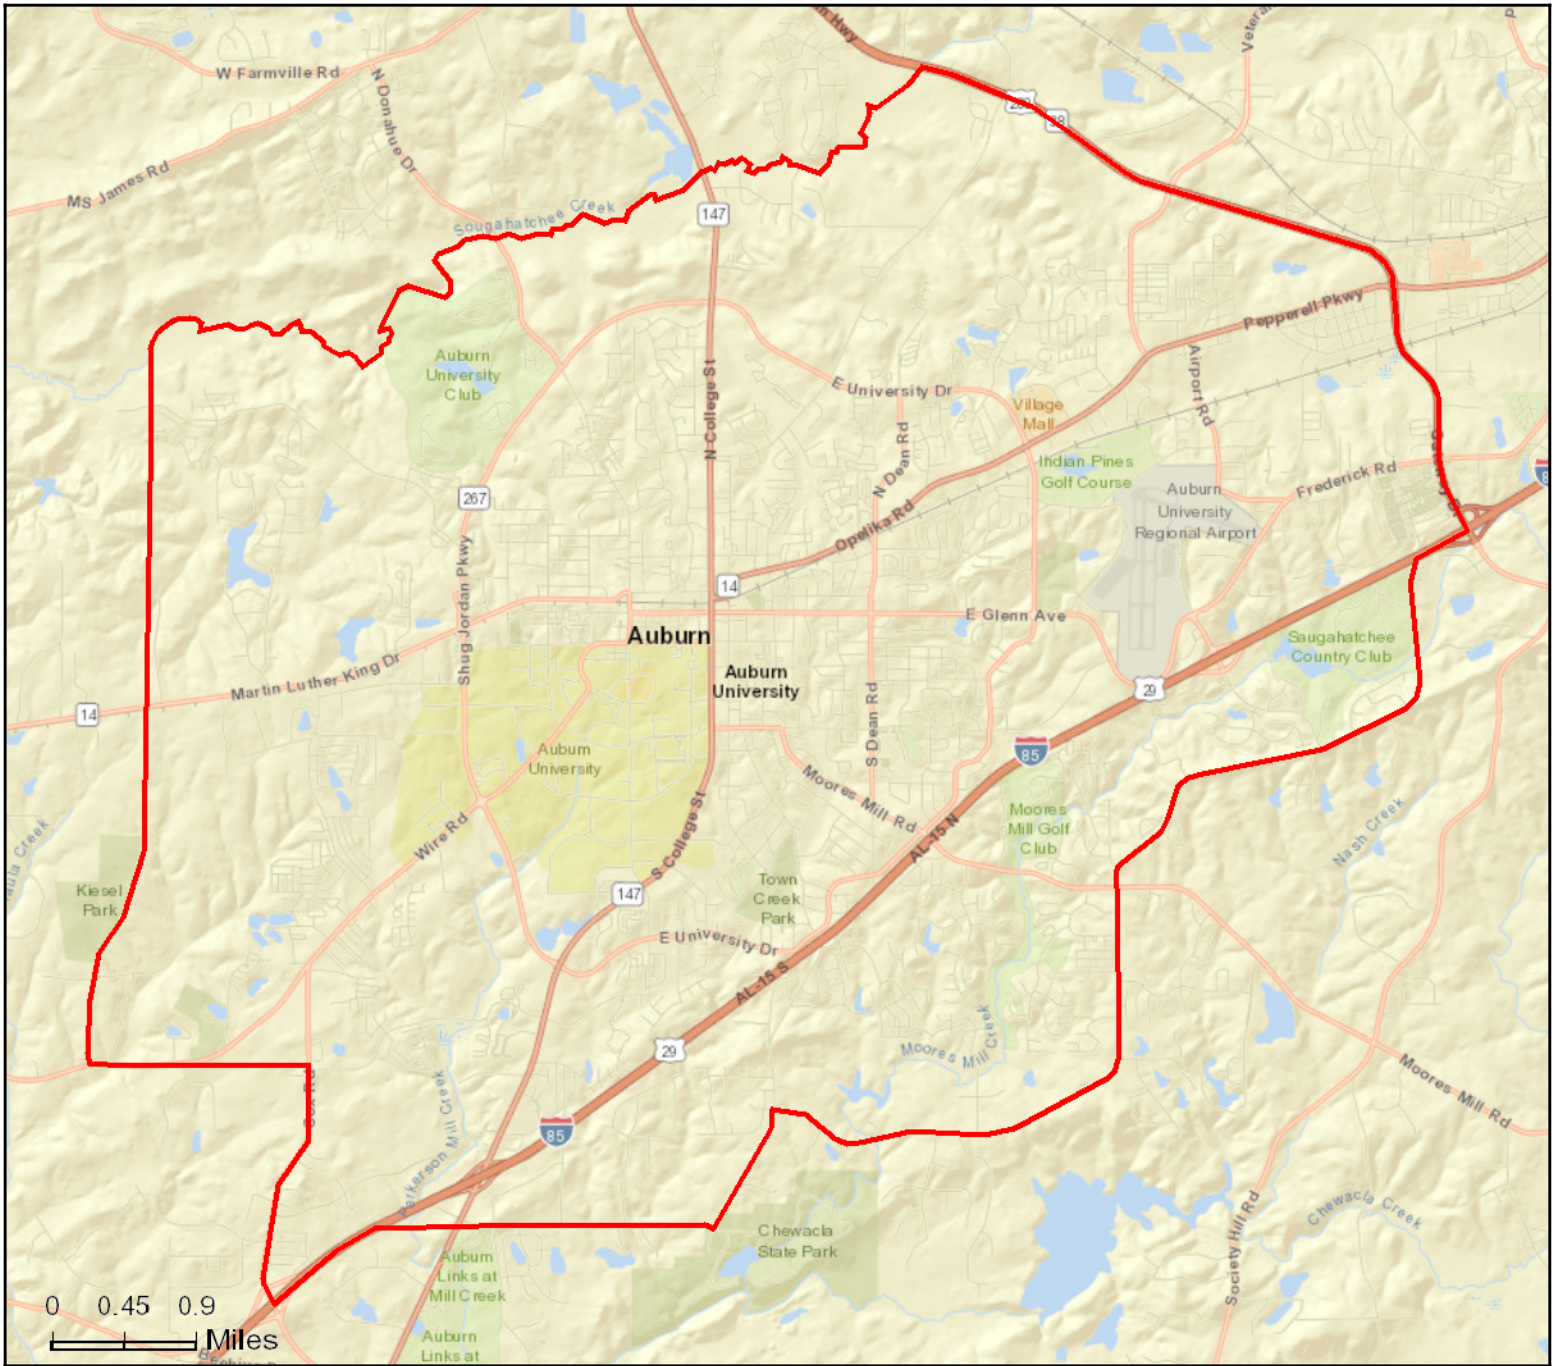 W Farmville Rd
N Donahue Dr
MS James Rd
Sougahatchee Creek
147
Hwy
280
38
Pepperell Pkwy
Auburn
University
Club
N College St
E University Dr
Village
Mall
Airport Rd
N Dean Rd
Indian Pines
Golf Course
Frederick Rd
267
Auburn
University
Regional Airport
Opelika Rd
Shug Jordan Pkwy
14
E Glenn Ave
Auburn
Saugahatchee
Country Club
Martin Luther King Dr
Auburn
University
29
14
S Dean Rd
85
Auburn
University
Moores Mill Rd
Moores
Mill Golf
Club
AL-15 N
Nash Creek
Wire Rd
S College St
Kiesel
Park
147
Town
Creek
Park
E University Dr
AL-15 S
29
Moores Mill Creek
Moores Mill Rd
Cox Rd
Parkerson Mill Creek
85
Chewacla
State Park
Society Hill Rd
Chewacla Creek
Auburn
Links at
Mill Creek
0 0.45 0.9
Miles
Auburn
Links at